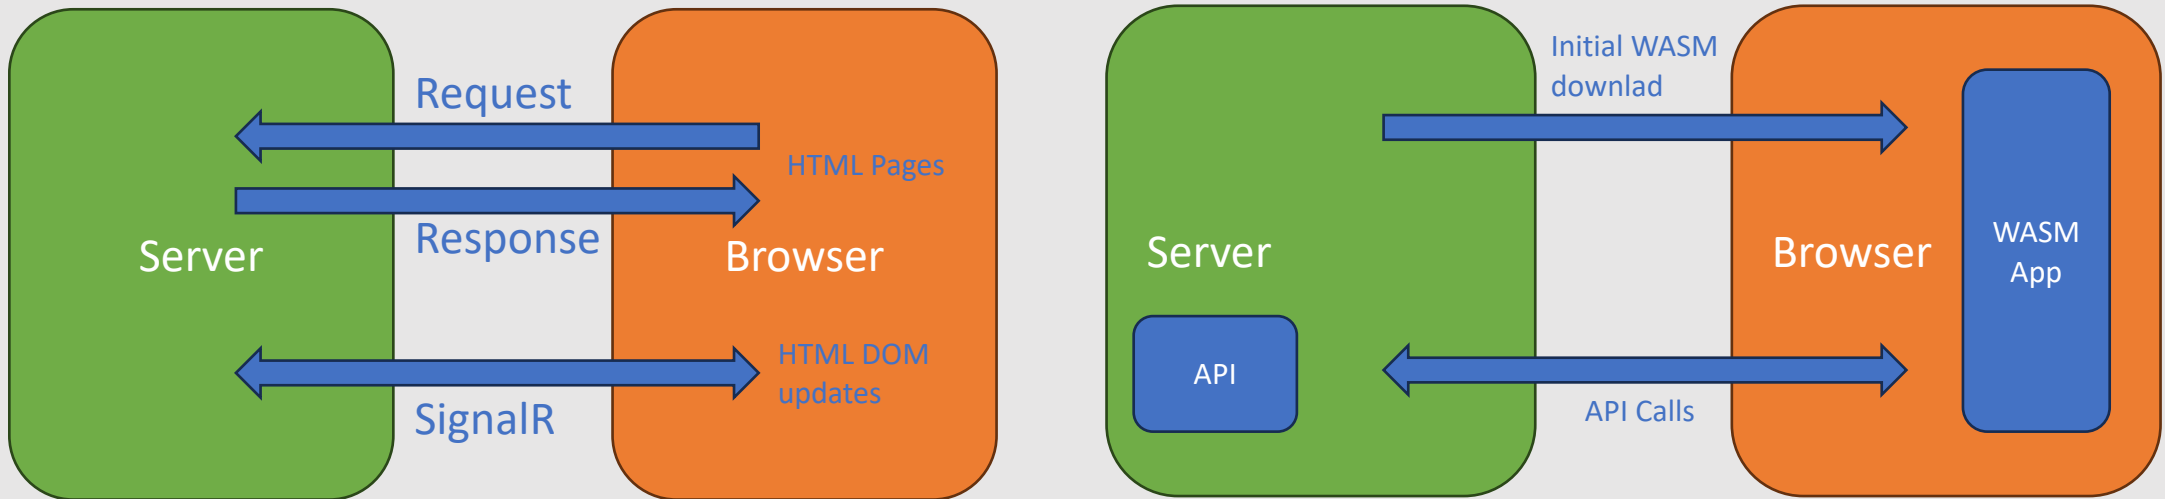 Request
HTML Pages
Response
Server
Browser
HTML DOM
updates
SignalR
Initial WASM
downlad
Server
Browser
WASM
App
API
API Calls